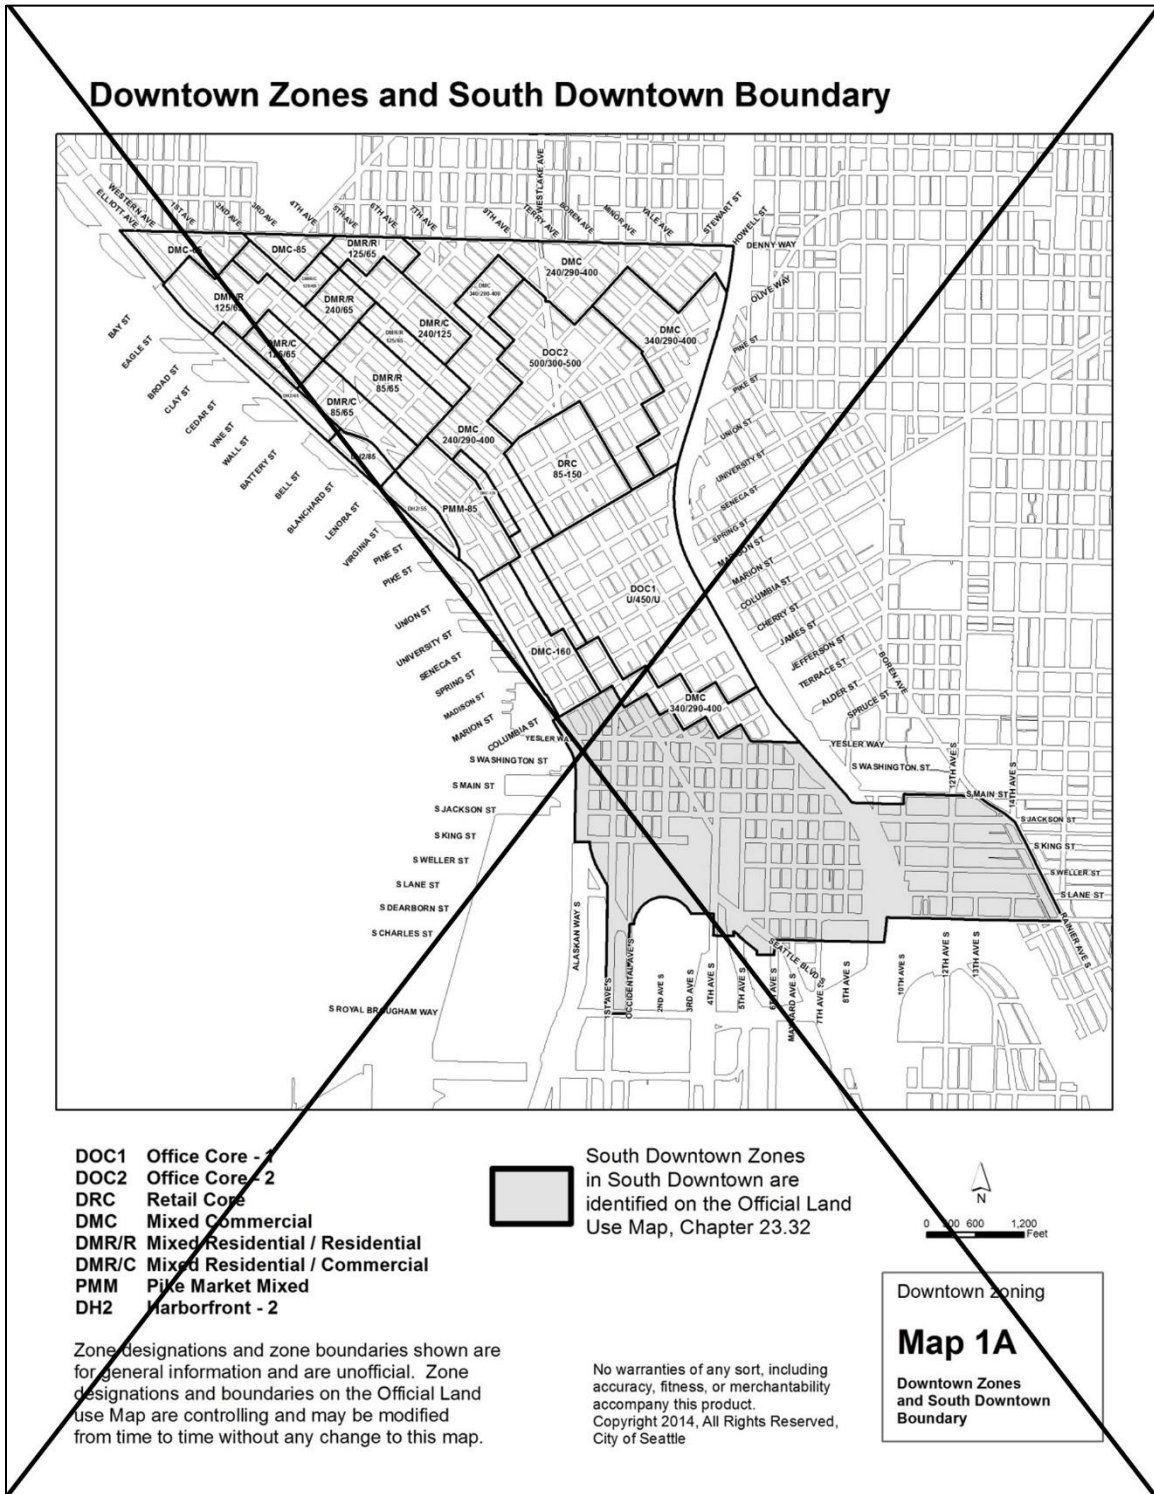 Downtown Zones and South Downtown Boundary
ELLIOTT AVE
WESTERN AVE
1ST AVE
2ND AVE
3RD AVE
4TH AVE
5TH AVE
6TH AVE
7TH AVE
9TH AVE
WESTLAKE AVE
TERRY AVE
BOREN AVE
MINOR AVE
YALE AVE
STEWART ST
HOWELL ST
DENNY WAY
OLIVE WAY
PINE ST
PIKE ST
UNION ST
UNIVERSITY ST
SENECA ST
SPRING ST
MADISON ST
MARION ST
COLUMBIA ST
CHERRY ST
JAMES ST
JEFFERSON ST
TERRACE ST
ALDER ST
SPRUCE ST
BOREN AVE
YESLER WAY
S WASHINGTON ST
12TH AVE S
14TH AVE S
S MAIN ST
S JACKSON ST
S KING ST
S WELLER ST
S LANE ST
RAINIER AVE S
DMC-85
DMR/R
125/65
DMC
240/290-400
DMC
340/290-400
DMR/R
125/65
DMR/R
240/65
DMR/C
240/125
DMC
340/290-400
DMR/C
125/65
DMR/R
125/65
DOC2
500/300-500
DMR/R
85/65
DMR/C
85/65
DMC
240/290-400
DRC
85-150
DH2/85
DH2/55
PMM-85
DOC1
U/450/U
DMC-160
DMC
340/290-400
BAY ST
EAGLE ST
BROAD ST
CLAY ST
CEDAR ST
VINE ST
WALL ST
BATTERY ST
BELL ST
BLANCHARD ST
LENORA ST
VIRGINIA ST
PINE ST
PIKE ST
UNION ST
UNIVERSITY ST
SENECA ST
SPRING ST
MADISON ST
MARION ST
COLUMBIA ST
YESLER WAY
S WASHINGTON ST
S MAIN ST
S JACKSON ST
S KING ST
S WELLER ST
S LANE ST
S DEARBORN ST
S CHARLES ST
S ROYAL BROUGHAM WAY
ALASKAN WAY S
1ST AVE S
OCCIDENTAL AVE S
2ND AVE S
3RD AVE S
4TH AVE S
5TH AVE S
6TH AVE S
MAYNARD AVE S
7TH AVE S
8TH AVE S
SEATTLE BLVD S
10TH AVE S
12TH AVE S
13TH AVE S
DOC1 Office Core - 1
DOC2 Office Core - 2
DRC Retail Core
DMC Mixed Commercial
DMR/R Mixed Residential / Residential
DMR/C Mixed Residential / Commercial
PMM Pike Market Mixed
DH2 Harborfront - 2
Zone designations and zone boundaries shown are
for general information and are unofficial. Zone
designations and boundaries on the Official Land
use Map are controlling and may be modified
from time to time without any change to this map.
South Downtown Zones
in South Downtown are
identified on the Official Land
Use Map, Chapter 23.32
No warranties of any sort, including
accuracy, fitness, or merchantability
accompany this product.
Copyright 2014, All Rights Reserved,
City of Seattle
N
0 300 600 1,200
Feet
Downtown zoning
Map 1A
Downtown Zones
and South Downtown
Boundary